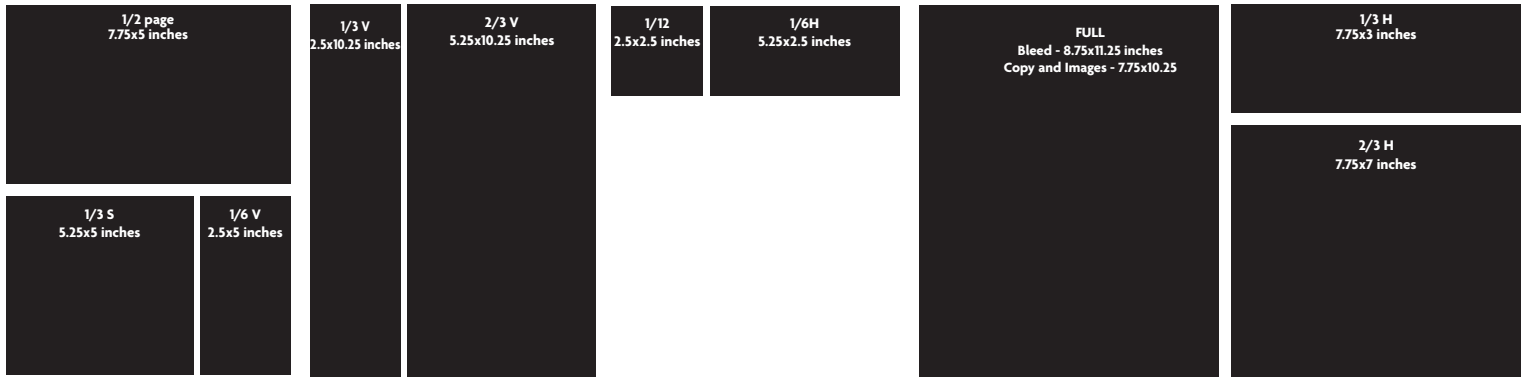 1/2 page
7.75x5 inches
1/3 S
5.25x5 inches
1/6 V
2.5x5 inches
1/3 V
2.5x10.25 inches
2/3 V
5.25x10.25 inches
1/12
2.5x2.5 inches
1/6H
5.25x2.5 inches
FULL
Bleed - 8.75x11.25 inches
Copy and Images - 7.75x10.25
1/3 H
7.75x3 inches
2/3 H
7.75x7 inches